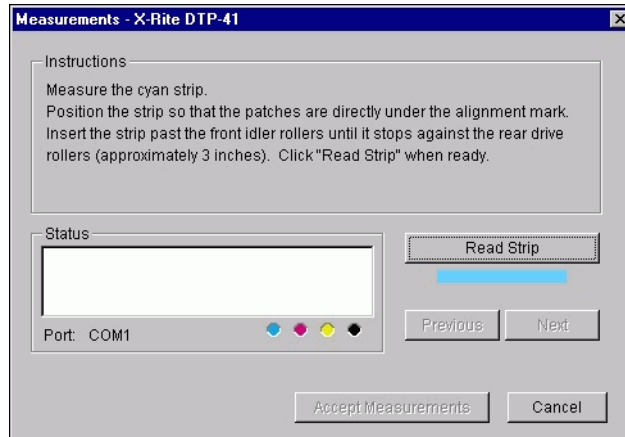 Measurements - X-Rite DTP-41
Instructions
Measure the cyan strip.
Position the strip so that the patches are directly under the alignment mark.
Insert the strip past the front idler rollers until it stops against the rear drive
rollers (approximately 3 inches).  Click "Read Strip" when ready.
Status
Read Strip
Port: COM1
Previous
Next
Accept Measurements
Cancel